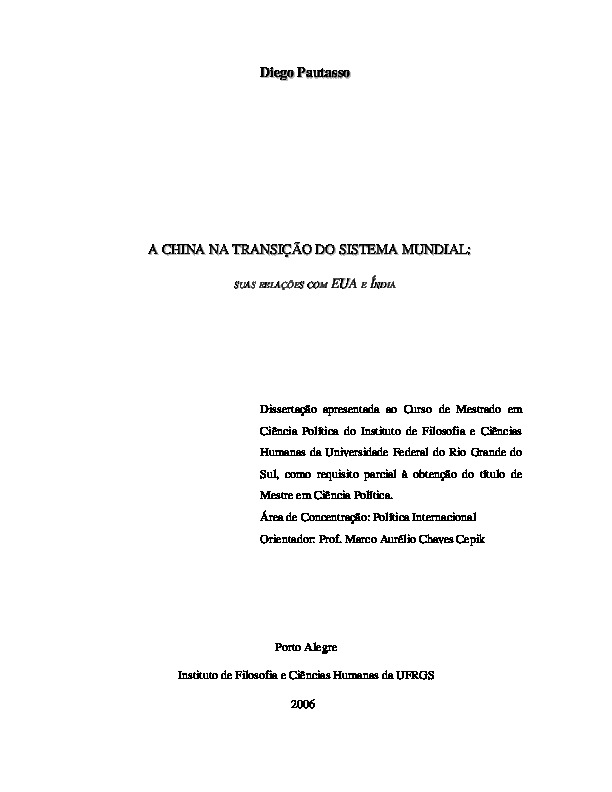 Diego Pautasso
A CHINA NA TRANSIÇÃO DO SISTEMA MUNDIAL:
SUAS RELAÇÕES COM EUA E ÍNDIA
Dissertação apresentada ao Curso de Mestrado em
Ciência Política do Instituto de Filosofia e Ciências
Humanas da Universidade Federal do Rio Grande do
Sul, como requisito parcial à obtenção do título de
Mestre em Ciência Política.
Área de Concentração: Política Internacional
Orientador: Prof. Marco Aurélio Chaves Cepik
Porto Alegre
Instituto de Filosofia e Ciências Humanas da UFRGS
2006